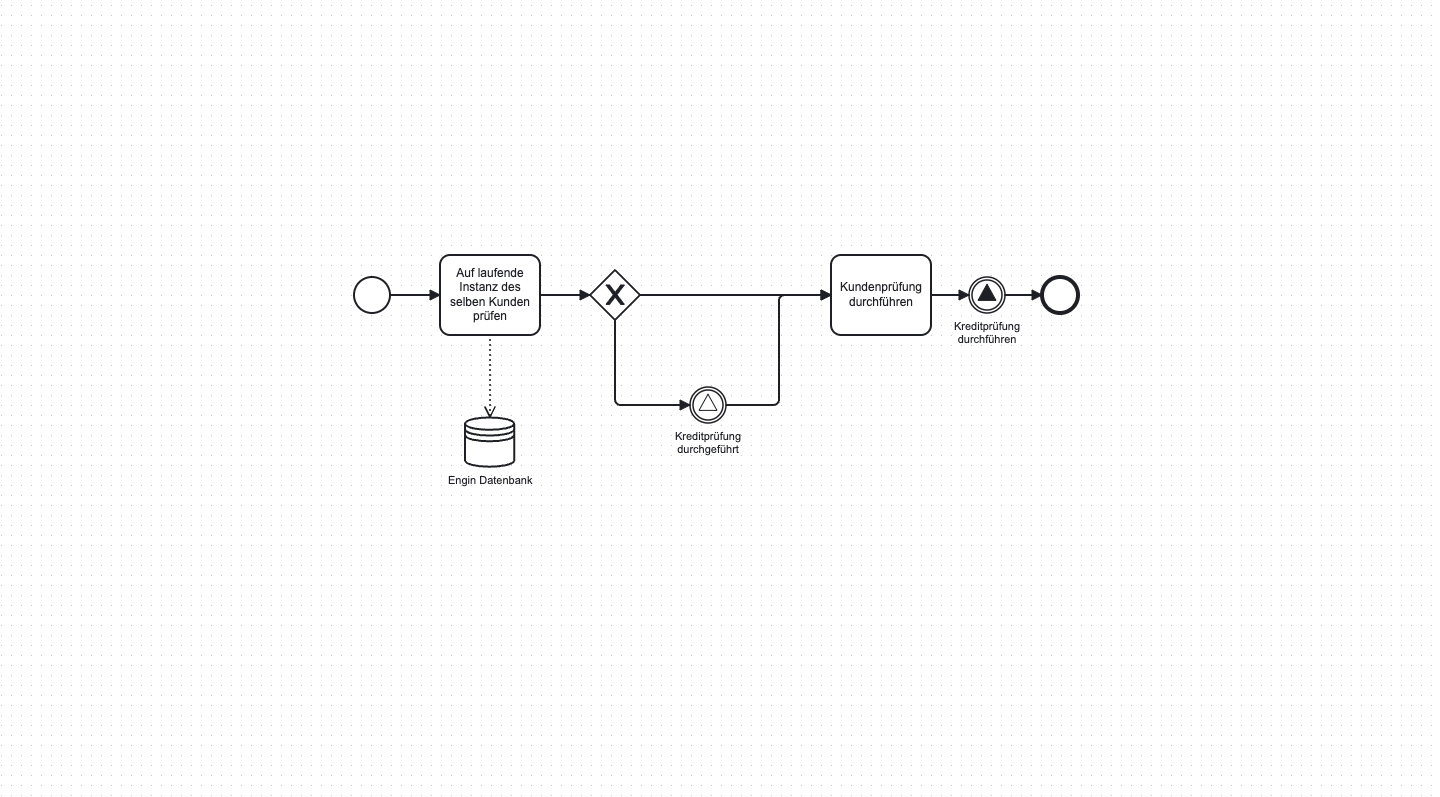 Auf laufende
Instanz des
selben Kunden
prüfen
Kundenprüfung
durchführen
Kreditprüfung
durchführen
Kreditprüfung
durchgeführt
Engin Datenbank